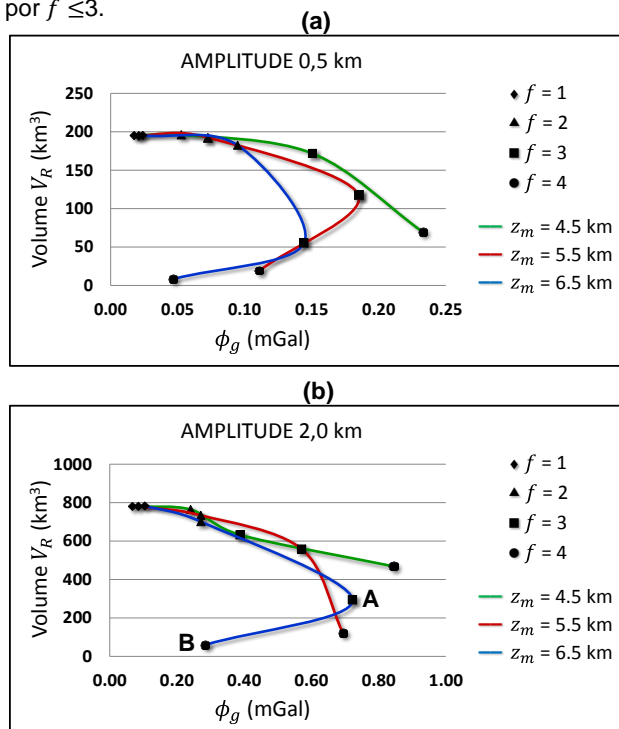 por f ≤3.
(a)
AMPLITUDE 0,5 km
Volume V_R (km³)
250
200
150
100
50
0
0.00 0.05 0.10 0.15 0.20 0.25
ϕ_g (mGal)
f = 1
f = 2
f = 3
f = 4
z_m = 4.5 km
z_m = 5.5 km
z_m = 6.5 km
(b)
AMPLITUDE 2,0 km
Volume V_R (km³)
1000
800
600
400
200
0
A
B
0.00 0.20 0.40 0.60 0.80 1.00
ϕ_g (mGal)
f = 1
f = 2
f = 3
f = 4
z_m = 4.5 km
z_m = 5.5 km
z_m = 6.5 km